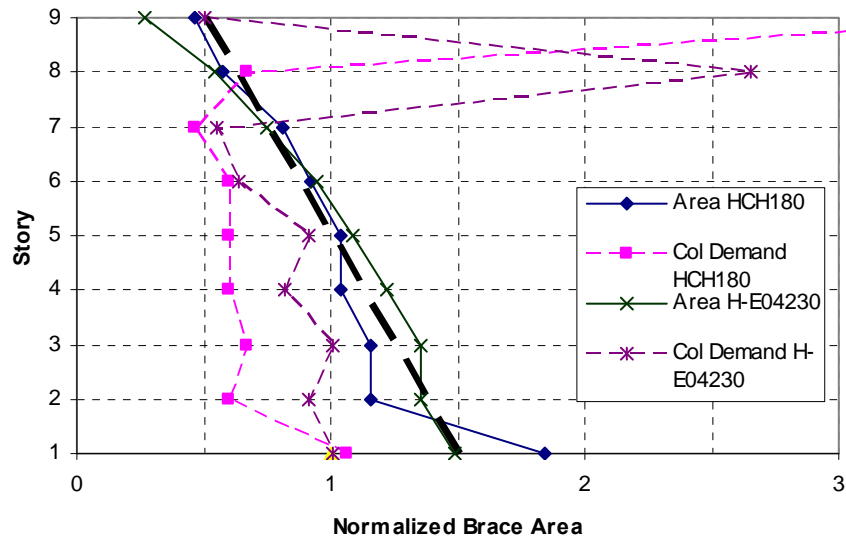 9
8
7
6
5
4
3
2
1
Story
0
1
2
3
Normalized Brace Area
Area HCH180
Col Demand
HCH180
Area H-E04230
Col Demand H-
E04230